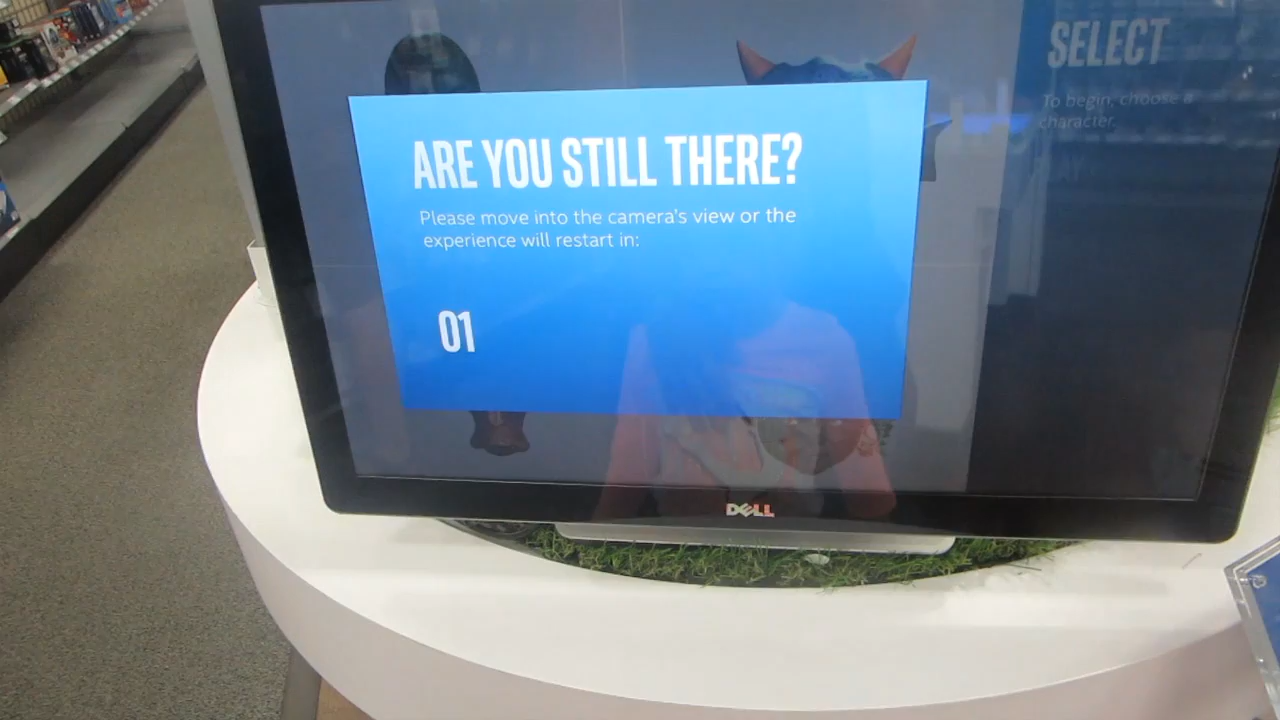 SELECT
To begin, choose a
character.
ARE YOU STILL THERE?
Please move into the camera's view or the
experience will restart in:
01
DELL